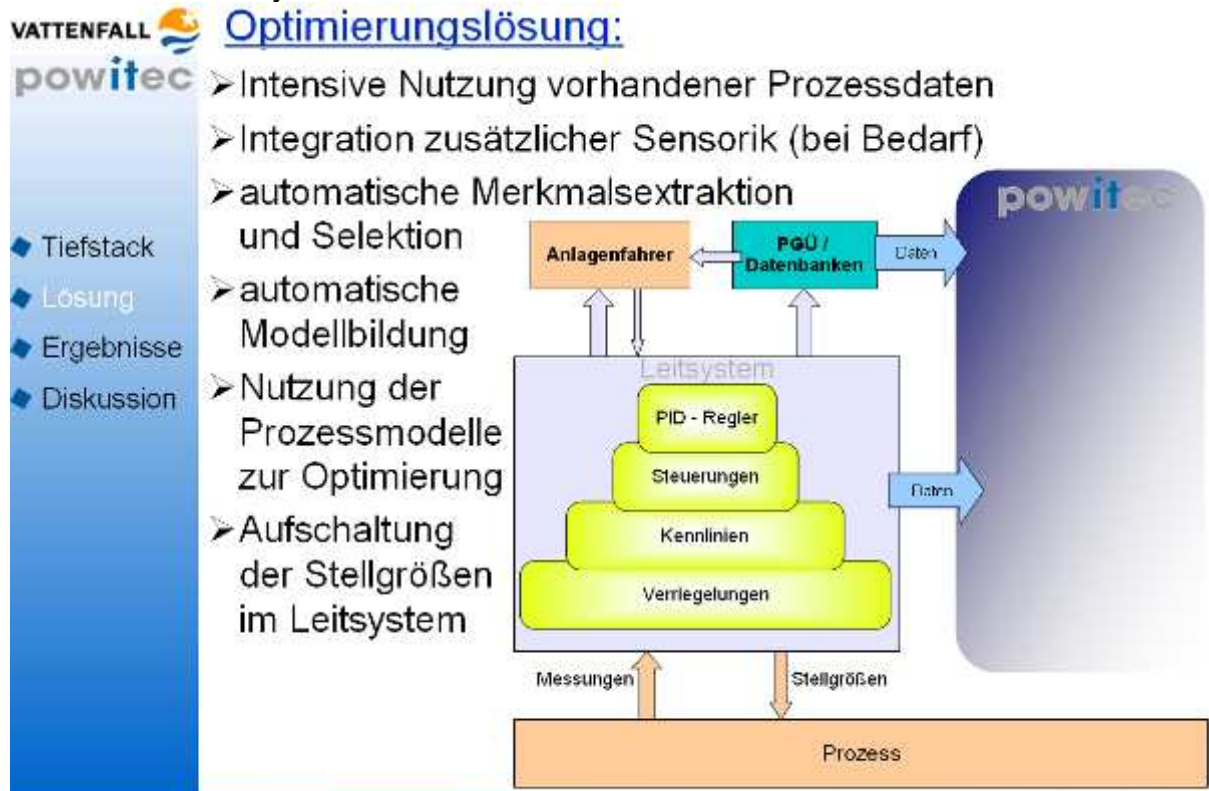 VATTENFALL
powitec
Tiefstack
Lösung
Ergebnisse
Diskussion
Optimierungslösung:
Intensive Nutzung vorhandener Prozessdaten
Integration zusätzlicher Sensorik (bei Bedarf)
automatische Merkmalsextraktion
und Selektion
automatische
Modellbildung
Nutzung der
Prozessmodelle
zur Optimierung
Aufschaltung
der Stellgrößen
im Leitsystem
Anlagenfahrer
PGÜ /
Datenbanken
Daten
powitec
Leitsystem
PID - Regler
Steuerungen
Kennlinien
Verriegelungen
Daten
Messungen
Stellgrößen
Prozess